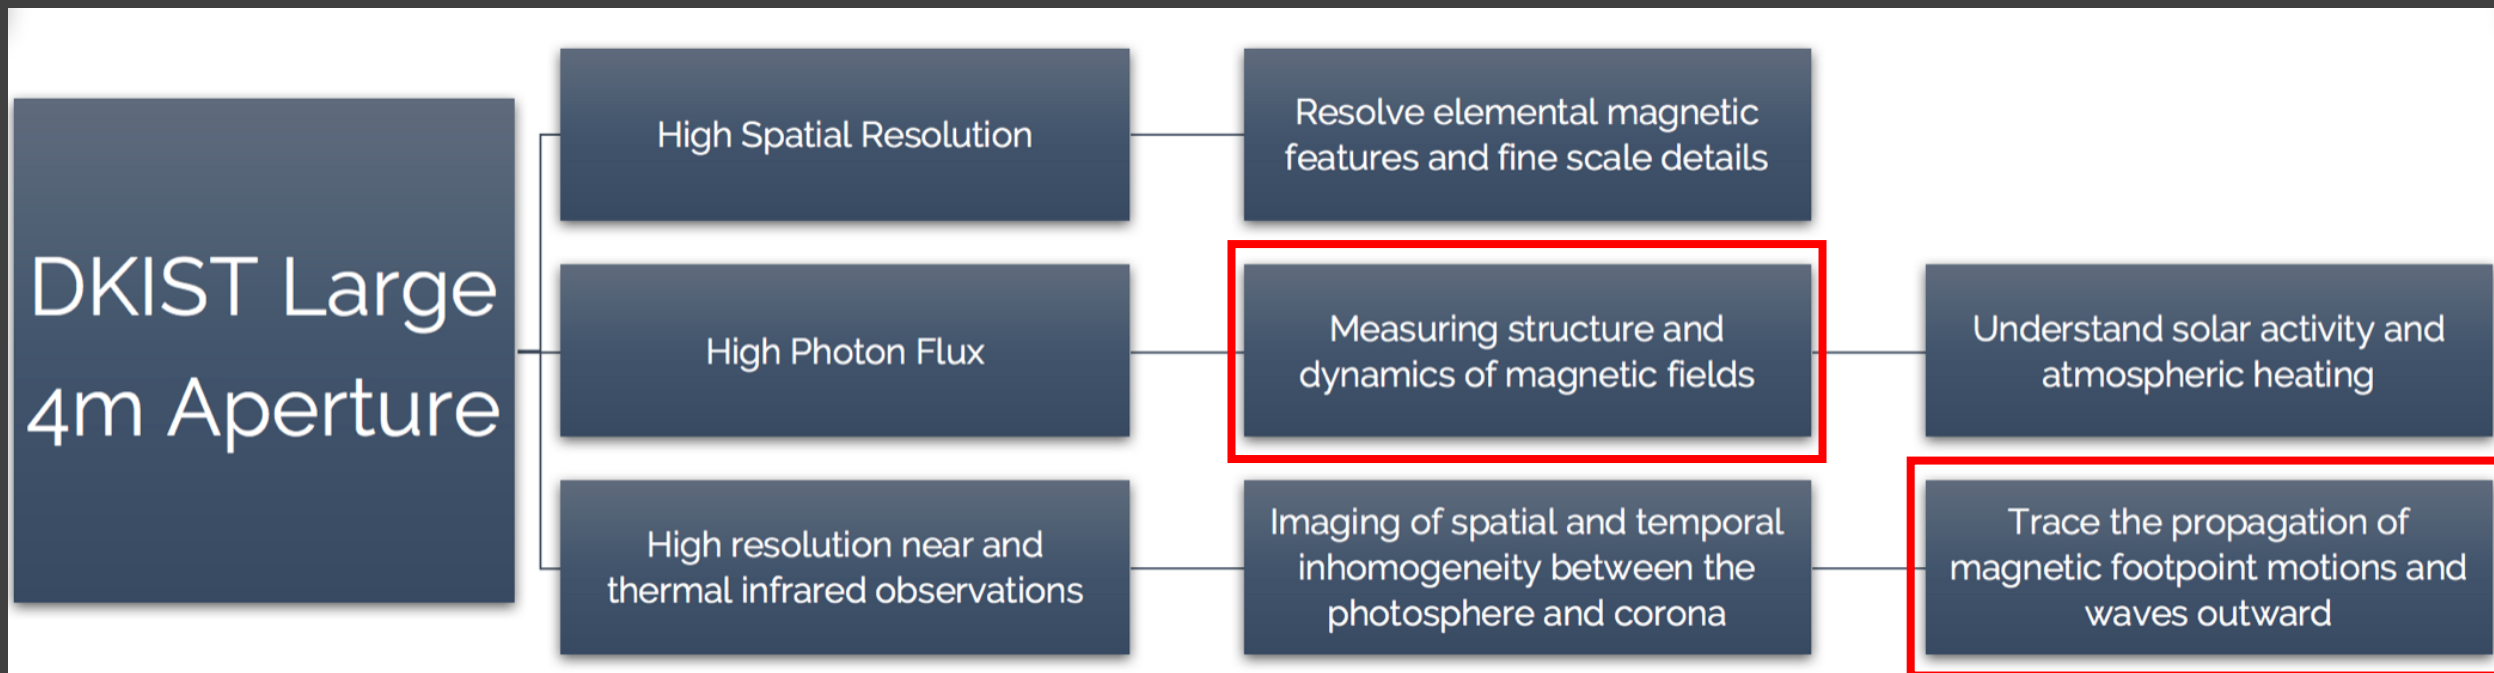 DKIST Large
4m Aperture
High Spatial Resolution
Resolve elemental magnetic
features and fine scale details
High Photon Flux
Measuring structure and
dynamics of magnetic fields
Understand solar activity and
atmospheric heating
High resolution near and
thermal infrared observations
Imaging of spatial and temporal
inhomogeneity between the
photosphere and corona
Trace the propagation of
magnetic footpoint motions and
waves outward